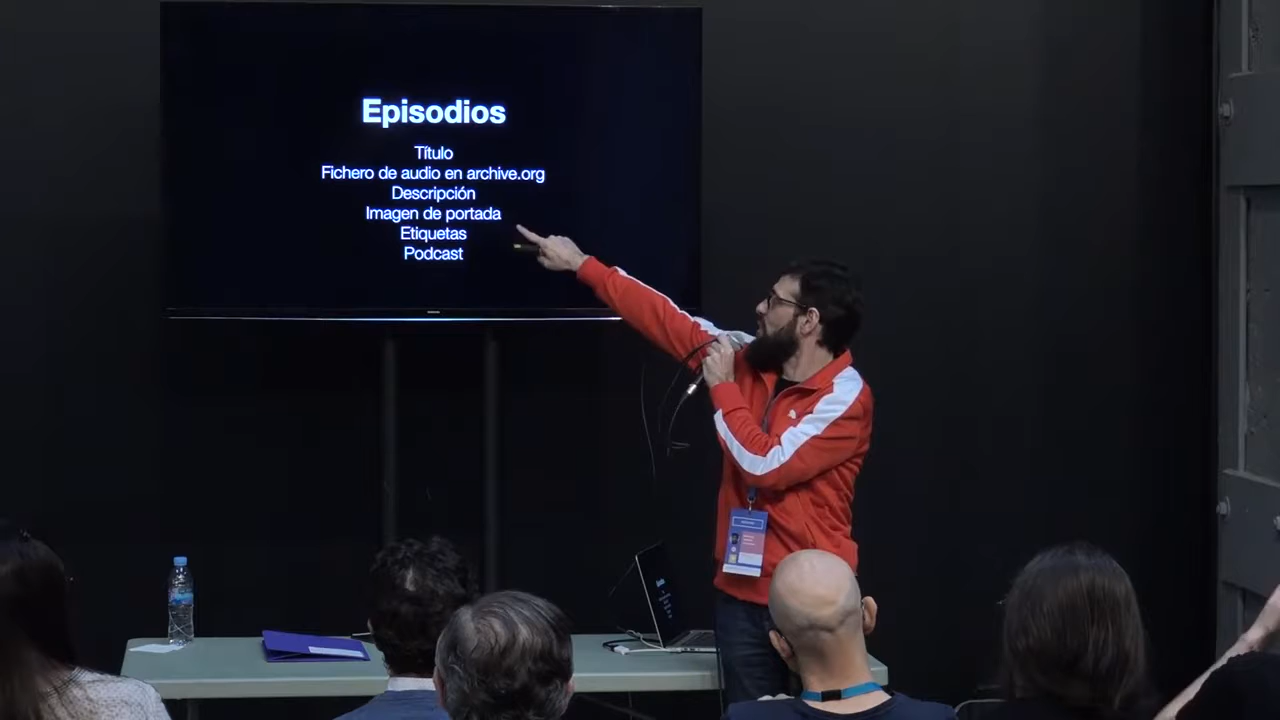 Episodios
Título
Fichero de audio en archive.org
Descripción
Imagen de portada
Etiquetas
Podcast